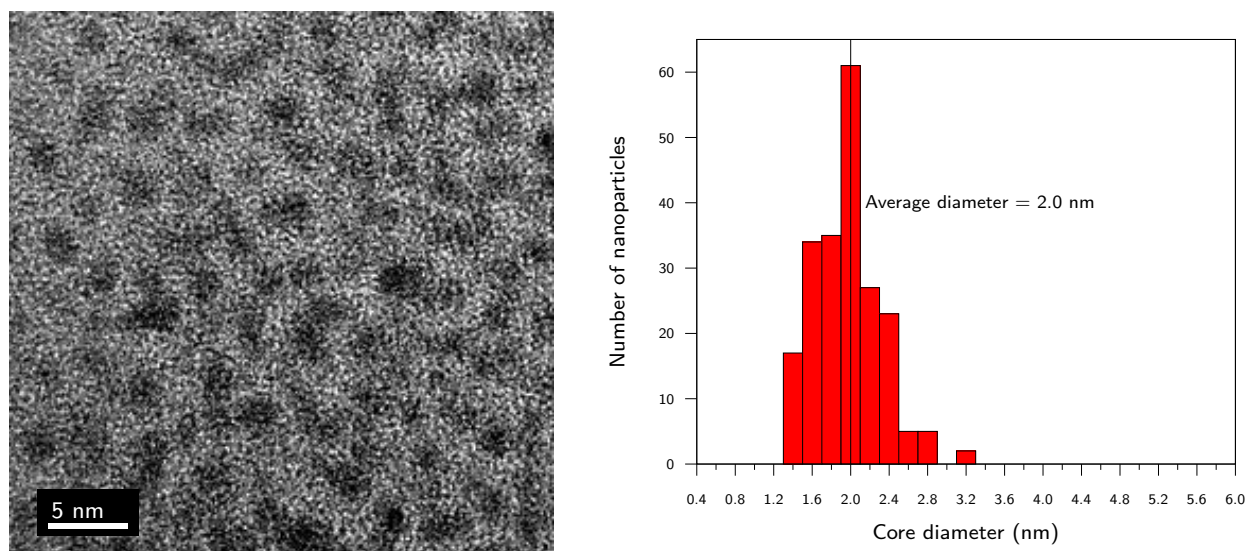 5 nm
Number of nanoparticles
60
50
40
30
20
10
0
Average diameter = 2.0 nm
0.4 0.8 1.2 1.6 2.0 2.4 2.8 3.2 3.6 4.0 4.4 4.8 5.2 5.6 6.0
Core diameter (nm)